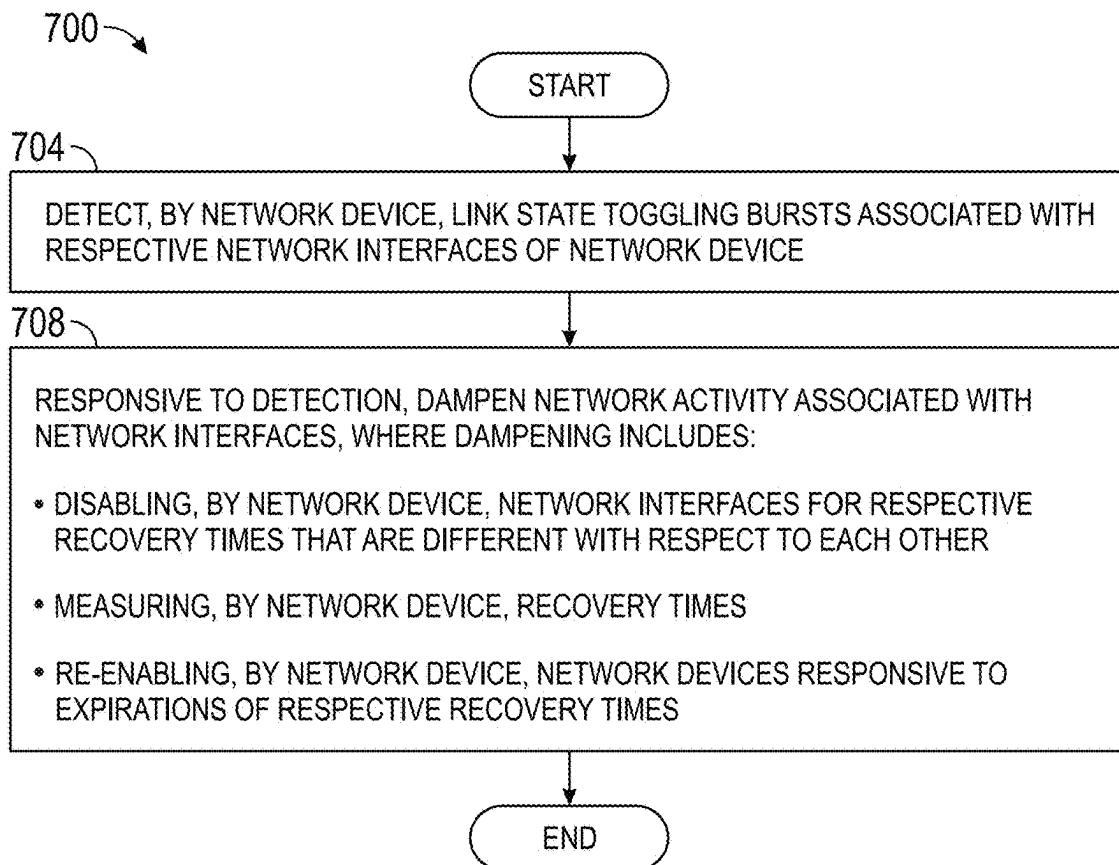 700
START
704
DETECT, BY NETWORK DEVICE, LINK STATE TOGGLING BURSTS ASSOCIATED WITH
RESPECTIVE NETWORK INTERFACES OF NETWORK DEVICE
708
RESPONSIVE TO DETECTION, DAMPEN NETWORK ACTIVITY ASSOCIATED WITH
NETWORK INTERFACES, WHERE DAMPENING INCLUDES:
• DISABLING, BY NETWORK DEVICE, NETWORK INTERFACES FOR RESPECTIVE
RECOVERY TIMES THAT ARE DIFFERENT WITH RESPECT TO EACH OTHER
• MEASURING, BY NETWORK DEVICE, RECOVERY TIMES
• RE-ENABLING, BY NETWORK DEVICE, NETWORK DEVICES RESPONSIVE TO
EXPIRATIONS OF RESPECTIVE RECOVERY TIMES
END